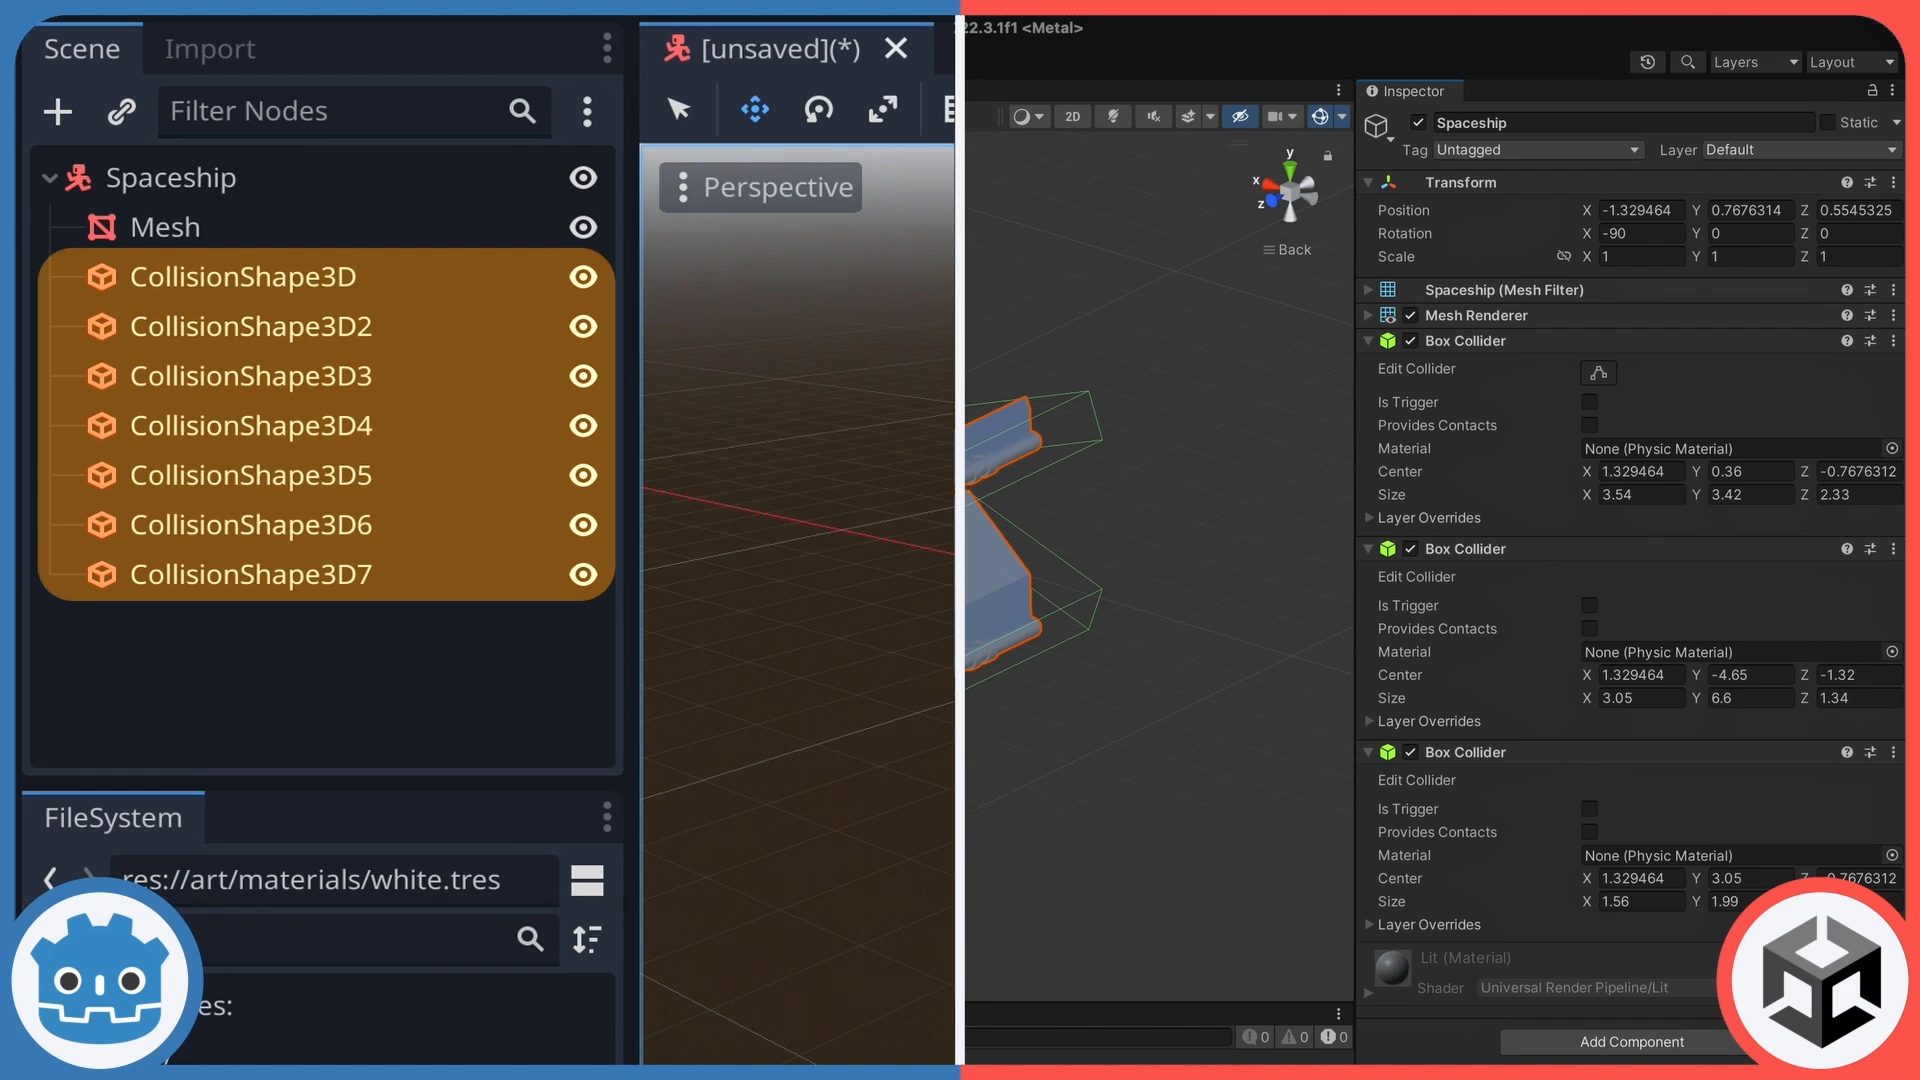 Scene
Import
Filter Nodes
Spaceship
Mesh
CollisionShape3D
CollisionShape3D2
CollisionShape3D3
CollisionShape3D4
CollisionShape3D5
CollisionShape3D6
CollisionShape3D7
FileSystem
res://art/materials/white.tres
es:
[unsaved](*)
Perspective
22.3.1f1 <Metal>
Layers
Layout
2D
y
x
z
Back
0 0 0
Inspector
Spaceship
Static
Tag Untagged Layer Default
Transform
Position X -1.329464 Y 0.7676314 Z 0.5545325
Rotation X -90 Y 0 Z 0
Scale X 1 Y 1 Z 1
Spaceship (Mesh Filter)
Mesh Renderer
Box Collider
Edit Collider
Is Trigger
Provides Contacts
Material None (Physic Material)
Center X 1.329464 Y 0.36 Z -0.7676312
Size X 3.54 Y 3.42 Z 2.33
Layer Overrides
Box Collider
Edit Collider
Is Trigger
Provides Contacts
Material None (Physic Material)
Center X 1.329464 Y -4.65 Z -1.32
Size X 3.05 Y 6.6 Z 1.34
Layer Overrides
Box Collider
Edit Collider
Is Trigger
Provides Contacts
Material None (Physic Material)
Center X 1.329464 Y 3.05 Z -0.7676312
Size X 1.56 Y 1.99
Layer Overrides
Lit (Material)
Shader Universal Render Pipeline/Lit
Add Component